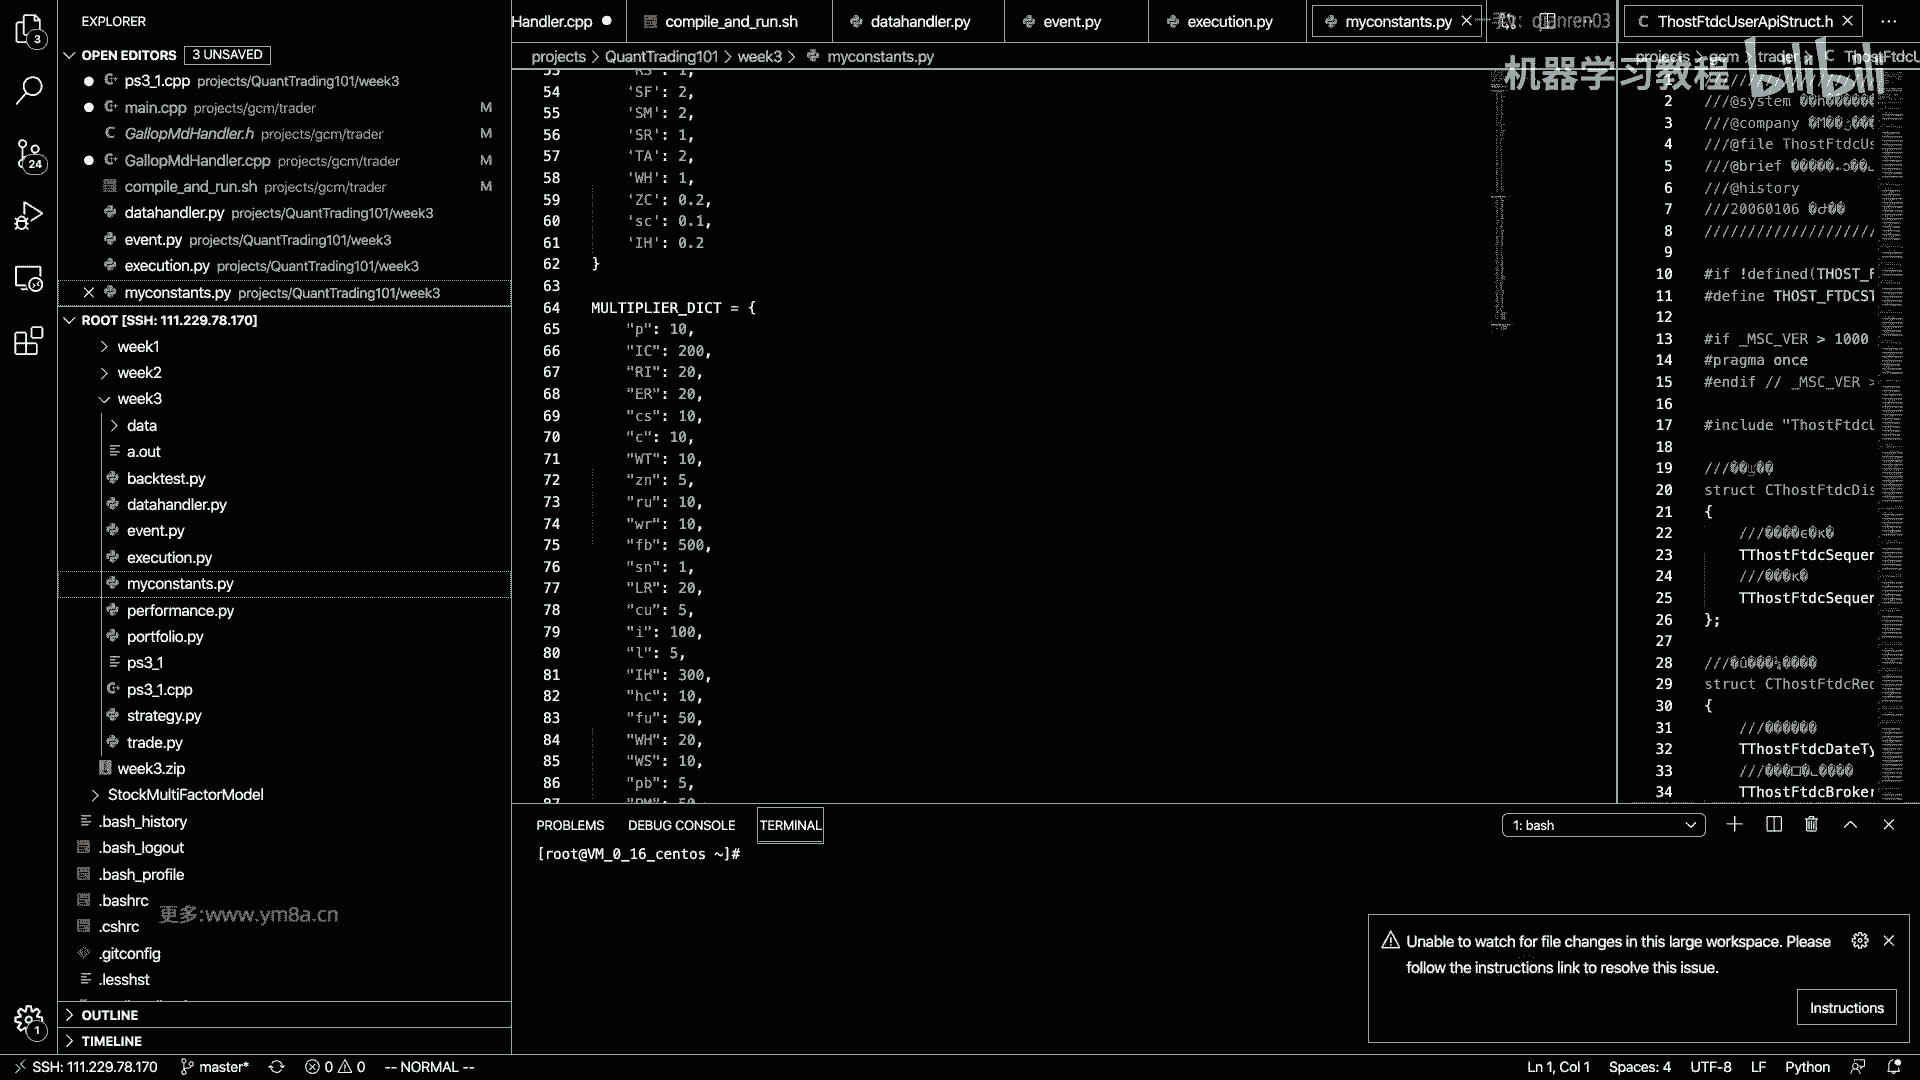 EXPLORER
OPEN EDITORS 3 UNSAVED
ps3_1.cpp projects/QuantTrading101/week3
main.cpp projects/gcm/trader M
GallopMdHandler.h projects/gcm/trader M
GallopMdHandler.cpp projects/gcm/trader M
compile_and_run.sh projects/gcm/trader M
datahandler.py projects/QuantTrading101/week3
event.py projects/QuantTrading101/week3
execution.py projects/QuantTrading101/week3
myconstants.py projects/QuantTrading101/week3
ROOT [SSH: 111.229.78.170]
week1
week2
week3
data
a.out
backtest.py
datahandler.py
event.py
execution.py
myconstants.py
performance.py
portfolio.py
ps3_1
ps3_1.cpp
strategy.py
trade.py
week3.zip
StockMultiFactorModel
.bash_history
.bash_logout
.bash_profile
.bashrc
.cshrc
.gitconfig
.lesshst
OUTLINE
TIMELINE
3
24
1
更多:www.ym8a.cn
Handler.cpp compile_and_run.sh datahandler.py event.py execution.py myconstants.py
projects > QuantTrading101 > week3 > myconstants.py
54 'SF': 2,
55 'SM': 2,
56 'SR': 1,
57 'TA': 2,
58 'WH': 1,
59 'ZC': 0.2,
60 'sc': 0.1,
61 'IH': 0.2
62 }
63
64 MULTIPLIER_DICT = {
65 "p": 10,
66 "IC": 200,
67 "RI": 20,
68 "ER": 20,
69 "cs": 10,
70 "c": 10,
71 "WT": 10,
72 "zn": 5,
73 "ru": 10,
74 "wr": 10,
75 "fb": 500,
76 "sn": 1,
77 "LR": 20,
78 "cu": 5,
79 "i": 100,
80 "l": 5,
81 "IH": 300,
82 "hc": 10,
83 "fu": 50,
84 "WH": 20,
85 "WS": 10,
86 "pb": 5,
ThostFtdcUserApiStruct.h
projects > gcm > trader > C
机器学习教程 bilibili
2 ///@system
3 ///@company
4 ///@file ThostFtdcUs
5 ///@brief
6 ///@history
7 ///20060106
8 ////////////////////
9
10 #if !defined(THOST_F
11 #define THOST_FTDCST
12
13 #if _MSC_VER > 1000
14 #pragma once
15 #endif // _MSC_VER >
16
17 #include "ThostFtdcU
18
19 ///
20 struct CThostFtdcDis
21 {
22 ///
23 TThostFtdcSequer
24 ///
25 TThostFtdcSequer
26 };
27
28 ///
29 struct CThostFtdcRec
30 {
31 ///
32 TThostFtdcDateTy
33 ///
34 TThostFtdcBroker
PROBLEMS DEBUG CONSOLE TERMINAL
1: bash
[root@VM_0_16_centos ~]#
Unable to watch for file changes in this large workspace. Please
follow the instructions link to resolve this issue.
Instructions
SSH: 111.229.78.170 master* 0 0 -- NORMAL -- Ln 1, Col 1 Spaces: 4 UTF-8 LF Python